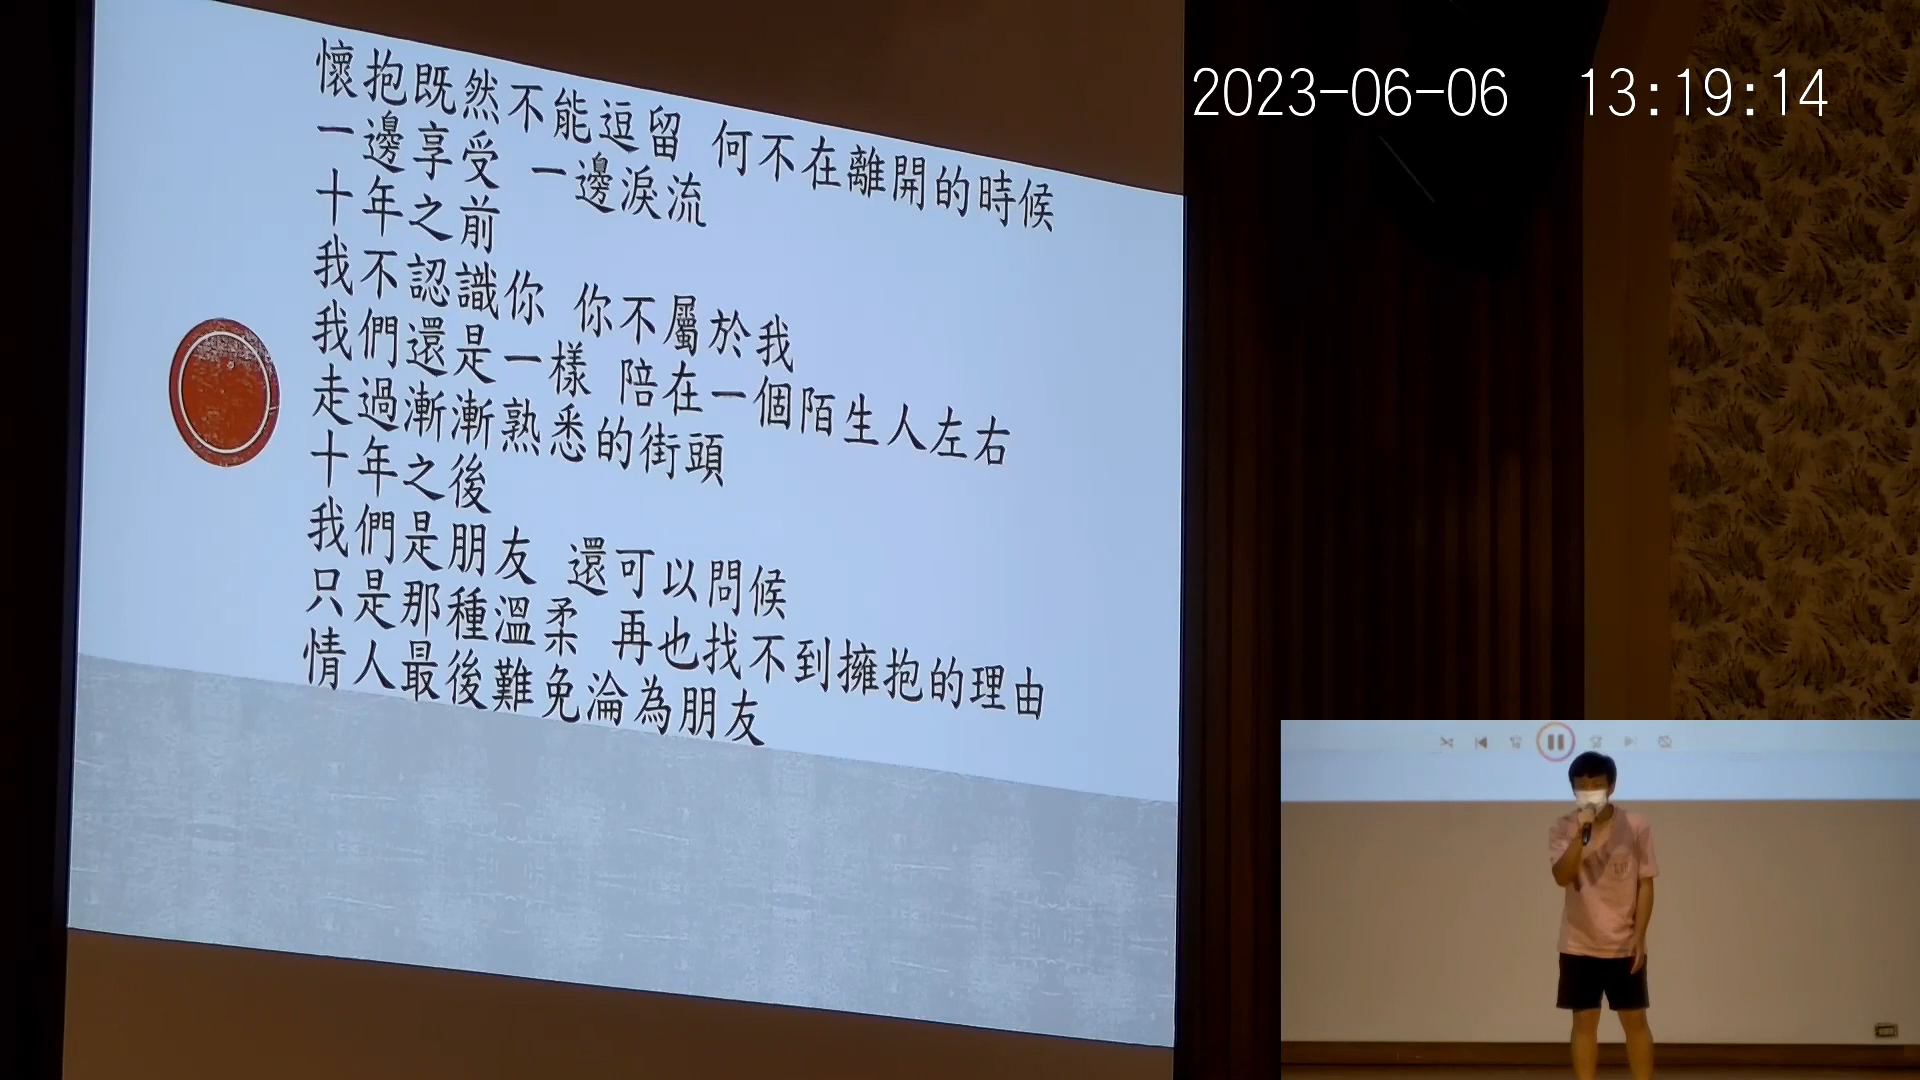 懷抱既然不能逗留 何不在離開的時候
一邊享受 一邊淚流
十年之前
我不認識你 你不屬於我
我們還是一樣 陪在一個陌生人左右
走過漸漸熟悉的街頭
十年之後
我們是朋友 還可以問候
只是那種溫柔 再也找不到擁抱的理由
情人最後難免淪為朋友
2023-06-06 13:19:14